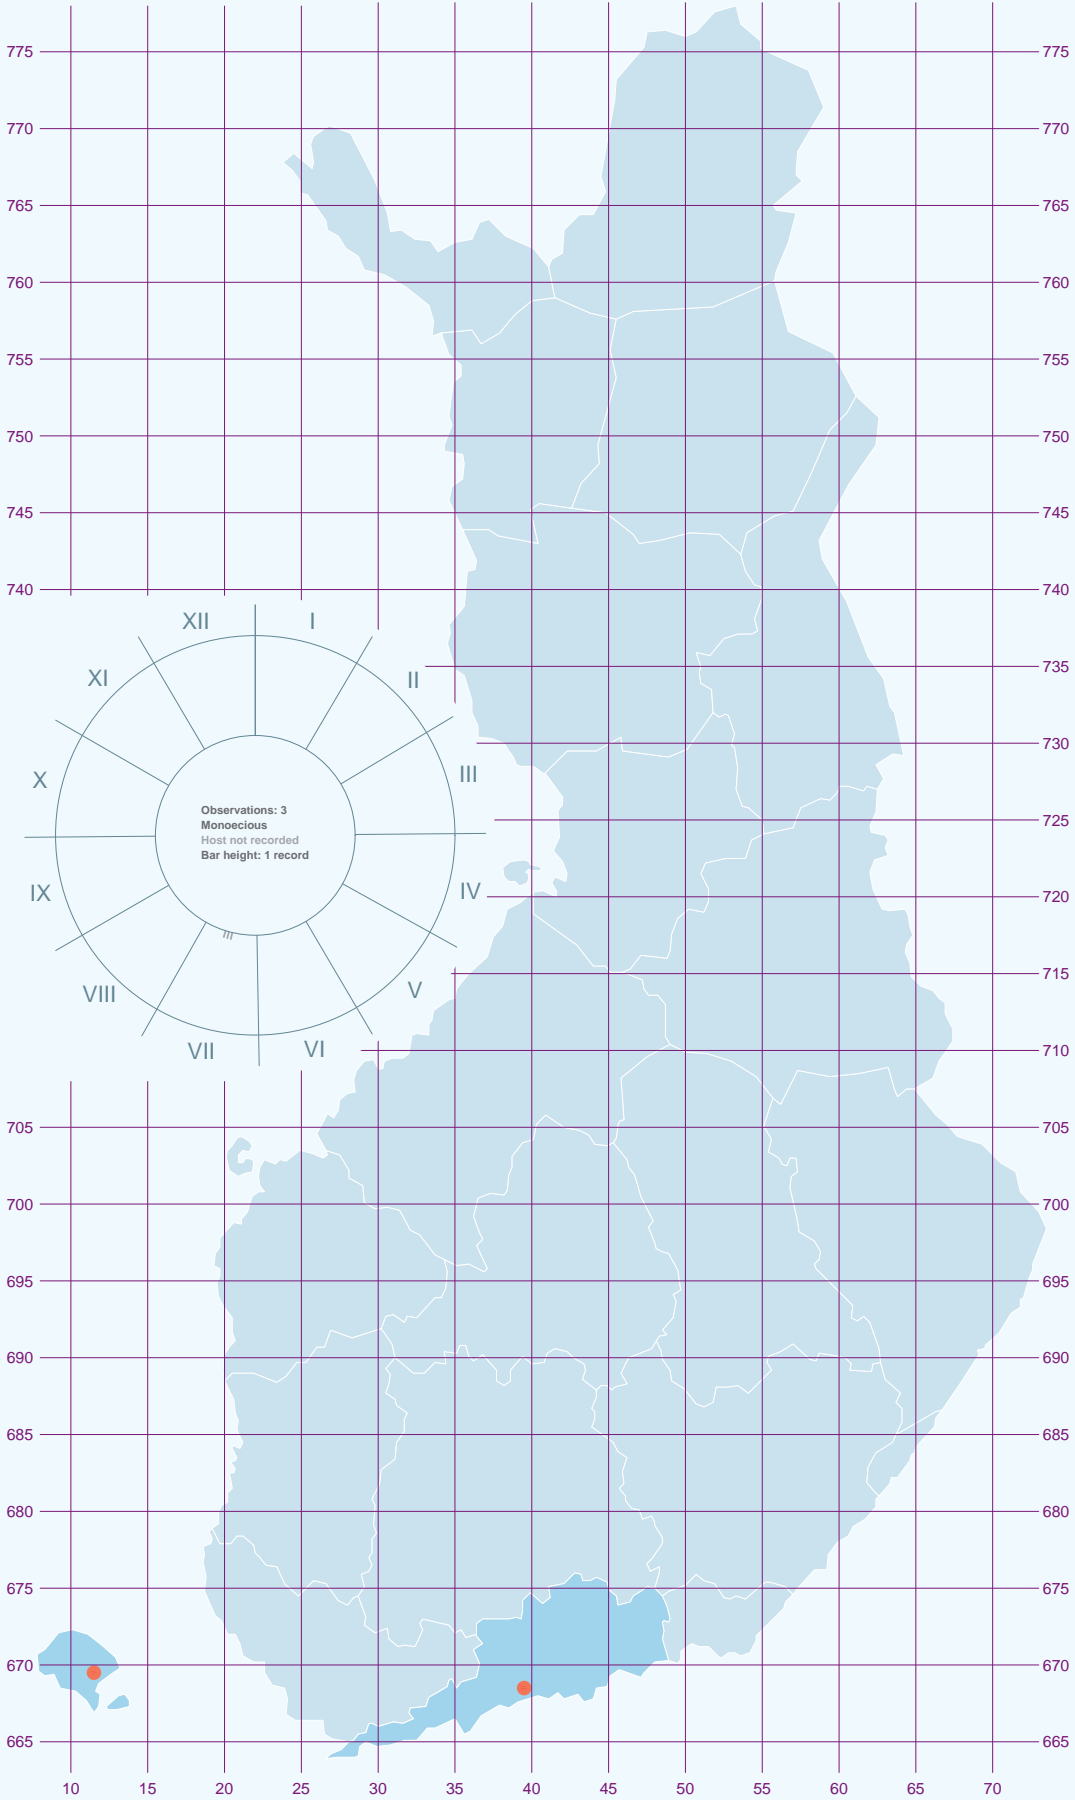 775 775
770 770
765 765
760 760
755 755
750 750
745 745
740 740
XII I
XI II
735
730
X III
Observations: 3
Monoecious
Host not recorded
Bar height: 1 record
725
IX IV
720
715
VIII V
VII VI
710
705 705
700 700
695 695
690 690
685 685
680 680
675 675
670 670
665 665
10 15 20 25 30 35 40 45 50 55 60 65 70